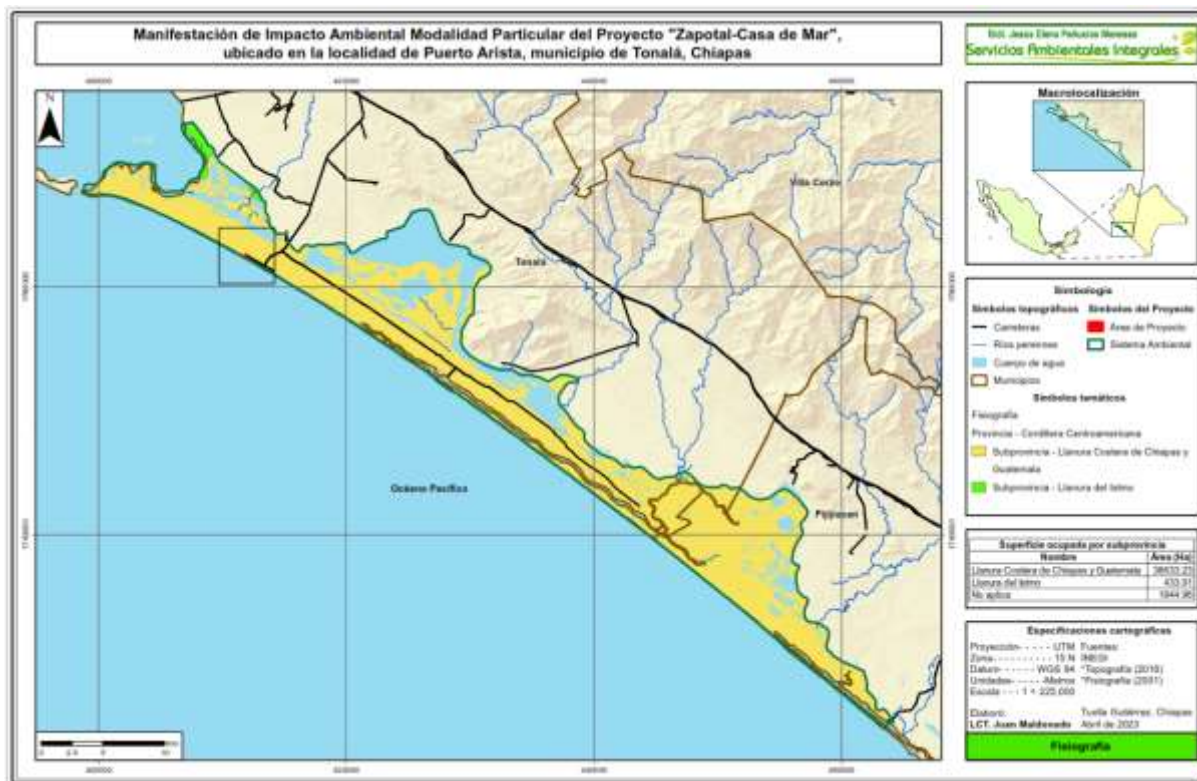 Manifestación de Impacto Ambiental Modalidad Particular del Proyecto "Zapotal-Casa de Mar",
ubicado en la localidad de Puerto Arista, municipio de Tonalá, Chiapas
Servicios Ambientales Integrales
Macrolocalización
N
Villa Corzo
Tonalá
Océano Pacífico
Pijijiapan
Simbología
Símbolos topográficos
Símbolos del Proyecto
Carreteras
Área de Proyecto
Ríos perennes
Sistema Ambiental
Cuerpo de agua
Municipios
Símbolos temáticos
Fisiografía
Provincia - Cordillera Centroamericana
Subprovincia - Llanura Costera de Chiapas y
Guatemala
Subprovincia - Llanura del Istmo
Superficie ocupada por subprovincia
Nombre Área (Ha)
Llanura Costera de Chiapas y Guatemala
Llanura del Istmo
No aplica
Especificaciones cartográficas
Proyección- - - - - UTM Fuentes:
Zona- - - - - - - - - - 15 N INEGI
Datum- - - - WGS 84
Unidades- - - - -Metros
Escala - - - 1 : 225,000
Elaboró: Tuxtla Gutiérrez, Chiapas
LCT. Juan Maldonado Abril de 2023
Fisiografía